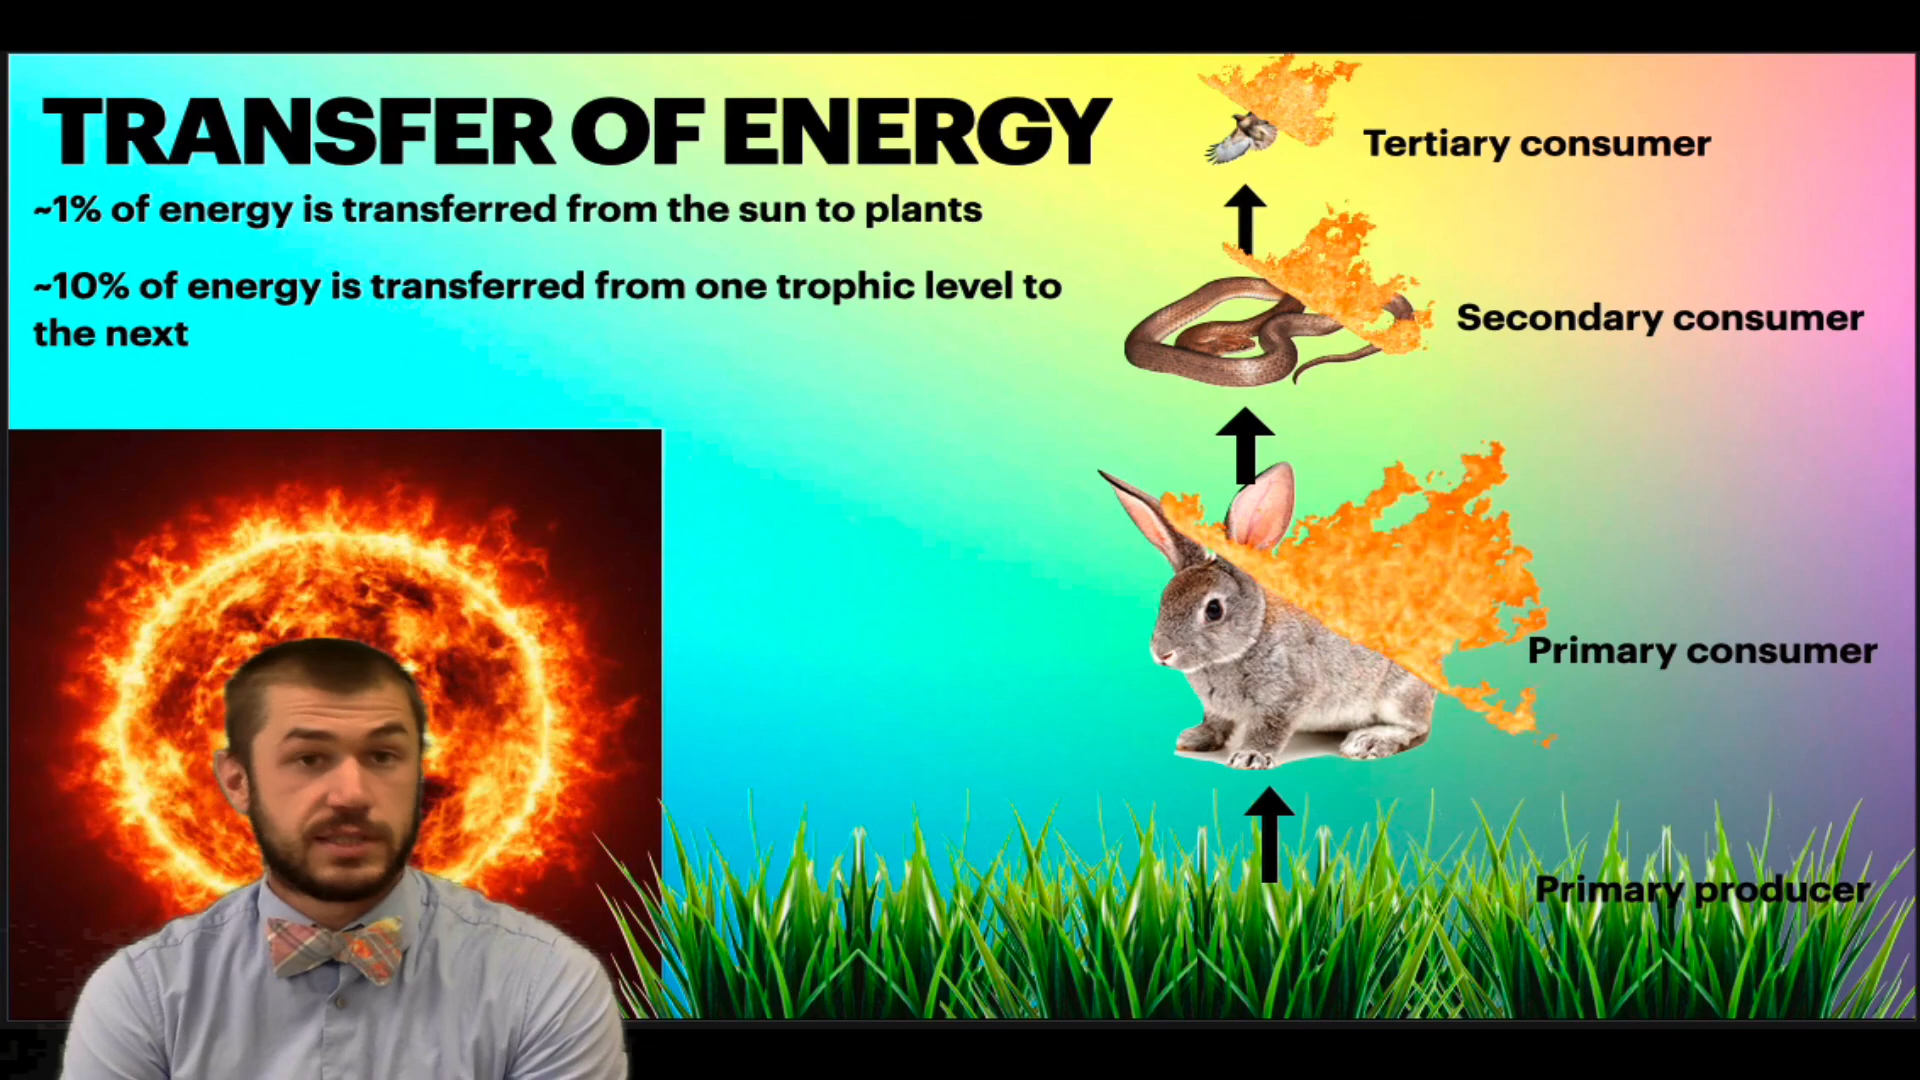 TRANSFER OF ENERGY
~1% of energy is transferred from the sun to plants
~10% of energy is transferred from one trophic level to
the next
Tertiary consumer
Secondary consumer
Primary consumer
Primary producer